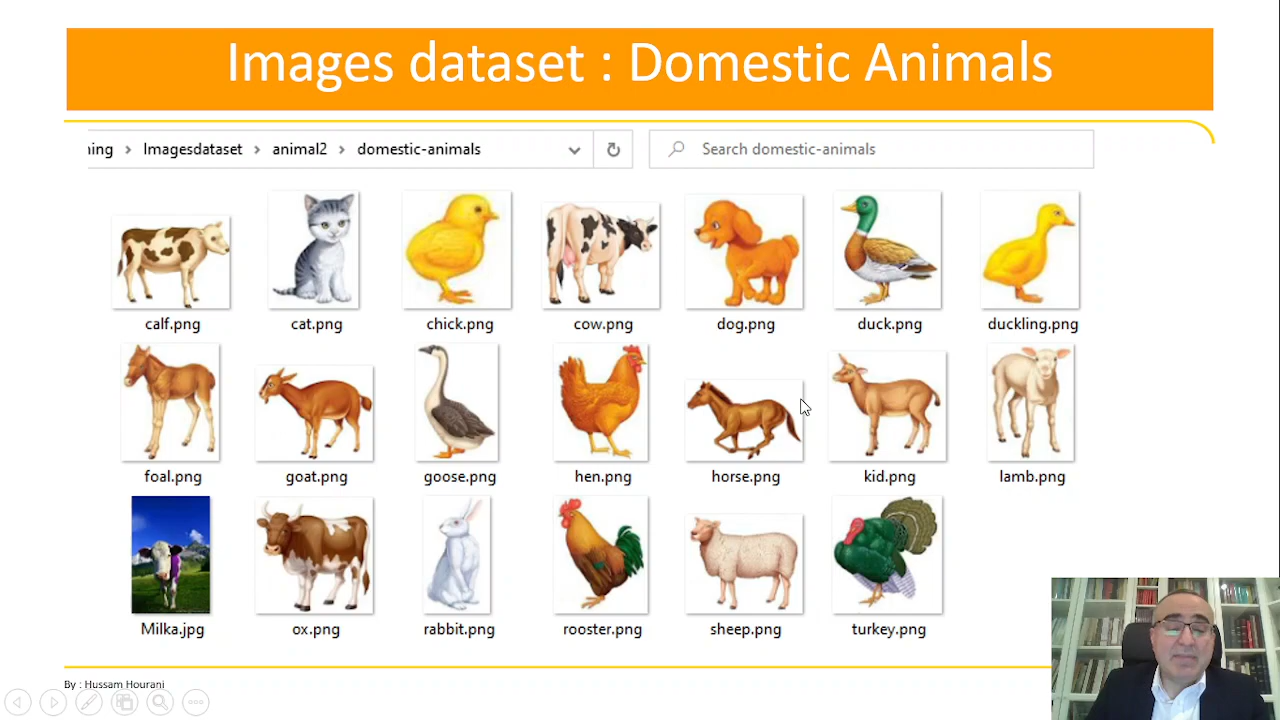 Images dataset : Domestic Animals
ning > Imagesdataset > animal2 > domestic-animals
Search domestic-animals
calf.png cat.png chick.png cow.png dog.png duck.png duckling.png
foal.png goat.png goose.png hen.png horse.png kid.png lamb.png
Milka.jpg ox.png rabbit.png rooster.png sheep.png turkey.png
By : Hussam Hourani